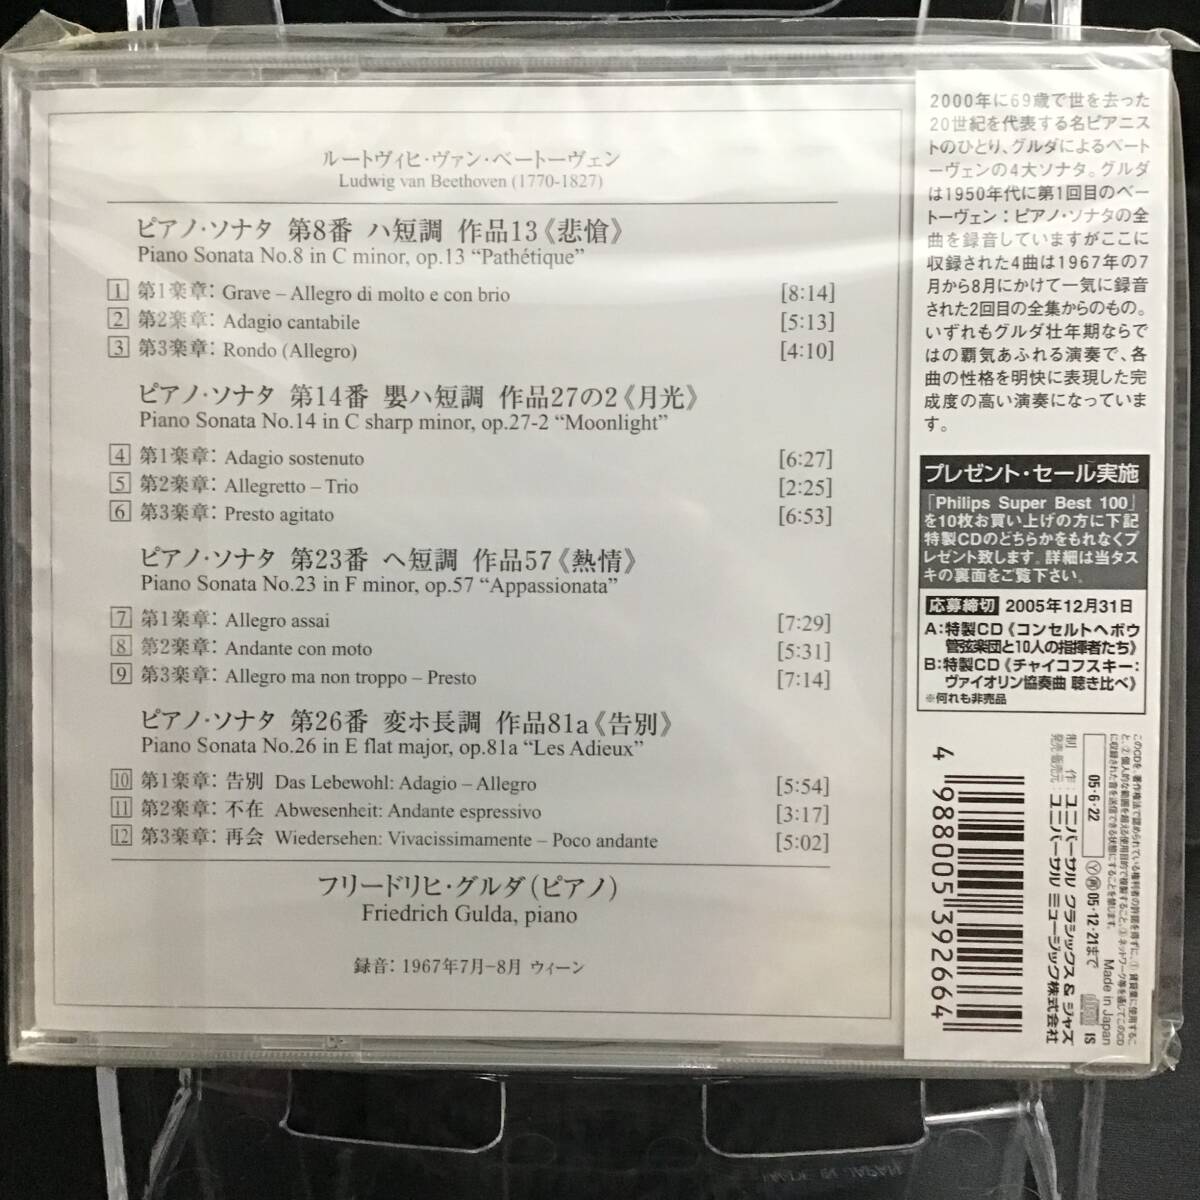 ルートヴィヒ・ヴァン・ベートーヴェン
Ludwig van Beethoven (1770-1827)
ピアノ・ソナタ 第8番 ハ短調 作品13《悲愴》
Piano Sonata No.8 in C minor, op.13 “Pathétique”
1 第1楽章: Grave – Allegro di molto e con brio [8:14]
2 第2楽章: Adagio cantabile [5:13]
3 第3楽章: Rondo (Allegro) [4:10]
ピアノ・ソナタ 第14番 嬰ハ短調 作品27の2《月光》
Piano Sonata No.14 in C sharp minor, op.27-2 “Moonlight”
4 第1楽章: Adagio sostenuto [6:27]
5 第2楽章: Allegretto – Trio [2:25]
6 第3楽章: Presto agitato [6:53]
ピアノ・ソナタ 第23番 ヘ短調 作品57《熱情》
Piano Sonata No.23 in F minor, op.57 “Appassionata”
7 第1楽章: Allegro assai [7:29]
8 第2楽章: Andante con moto [5:31]
9 第3楽章: Allegro ma non troppo – Presto [7:14]
ピアノ・ソナタ 第26番 変ホ長調 作品81a《告別》
Piano Sonata No.26 in E flat major, op.81a “Les Adieux”
10 第1楽章: 告別 Das Lebewohl: Adagio – Allegro [5:54]
11 第2楽章: 不在 Abwesenheit: Andante espressivo [3:17]
12 第3楽章: 再会 Wiedersehen: Vivacissimamente – Poco andante [5:02]
フリードリヒ・グルダ(ピアノ)
Friedrich Gulda, piano
録音: 1967年7月–8月 ウィーン
2000年に69歳で世を去った
20世紀を代表する名ピアニス
トのひとり、グルダによるベート
ーヴェンの4大ソナタ。グルダ
は1950年代に第1回目のベー
トーヴェン:ピアノ・ソナタの全
曲を録音していますがここに
収録された4曲は1967年の7
月から8月にかけて一気に録音
された2回目の全集からのもの。
いずれもグルダ壮年期ならで
はの覇気あふれる演奏で、各
曲の性格を明快に表現した完
成度の高い演奏になっていま
す。
プレゼント・セール実施
「Philips Super Best 100」
を10枚お買い上げの方に下記
特製CDのどちらかをもれなくプ
レゼント致します。詳細は当タス
キの裏面をご覧下さい。
応募締切 2005年12月31日
A:特製CD《コンセルトヘボウ
管弦楽団と10人の指揮者たち》
B:特製CD《チャイコフスキー:
ヴァイオリン協奏曲 聴き比べ》
※何れも非売品
4 988005 392664
制作:ユニバーサル クラシックス & ジャズ
発売・販売元:ユニバーサル ミュージック株式会社
05・6・22
05・12・21まで
Made in Japan
IS